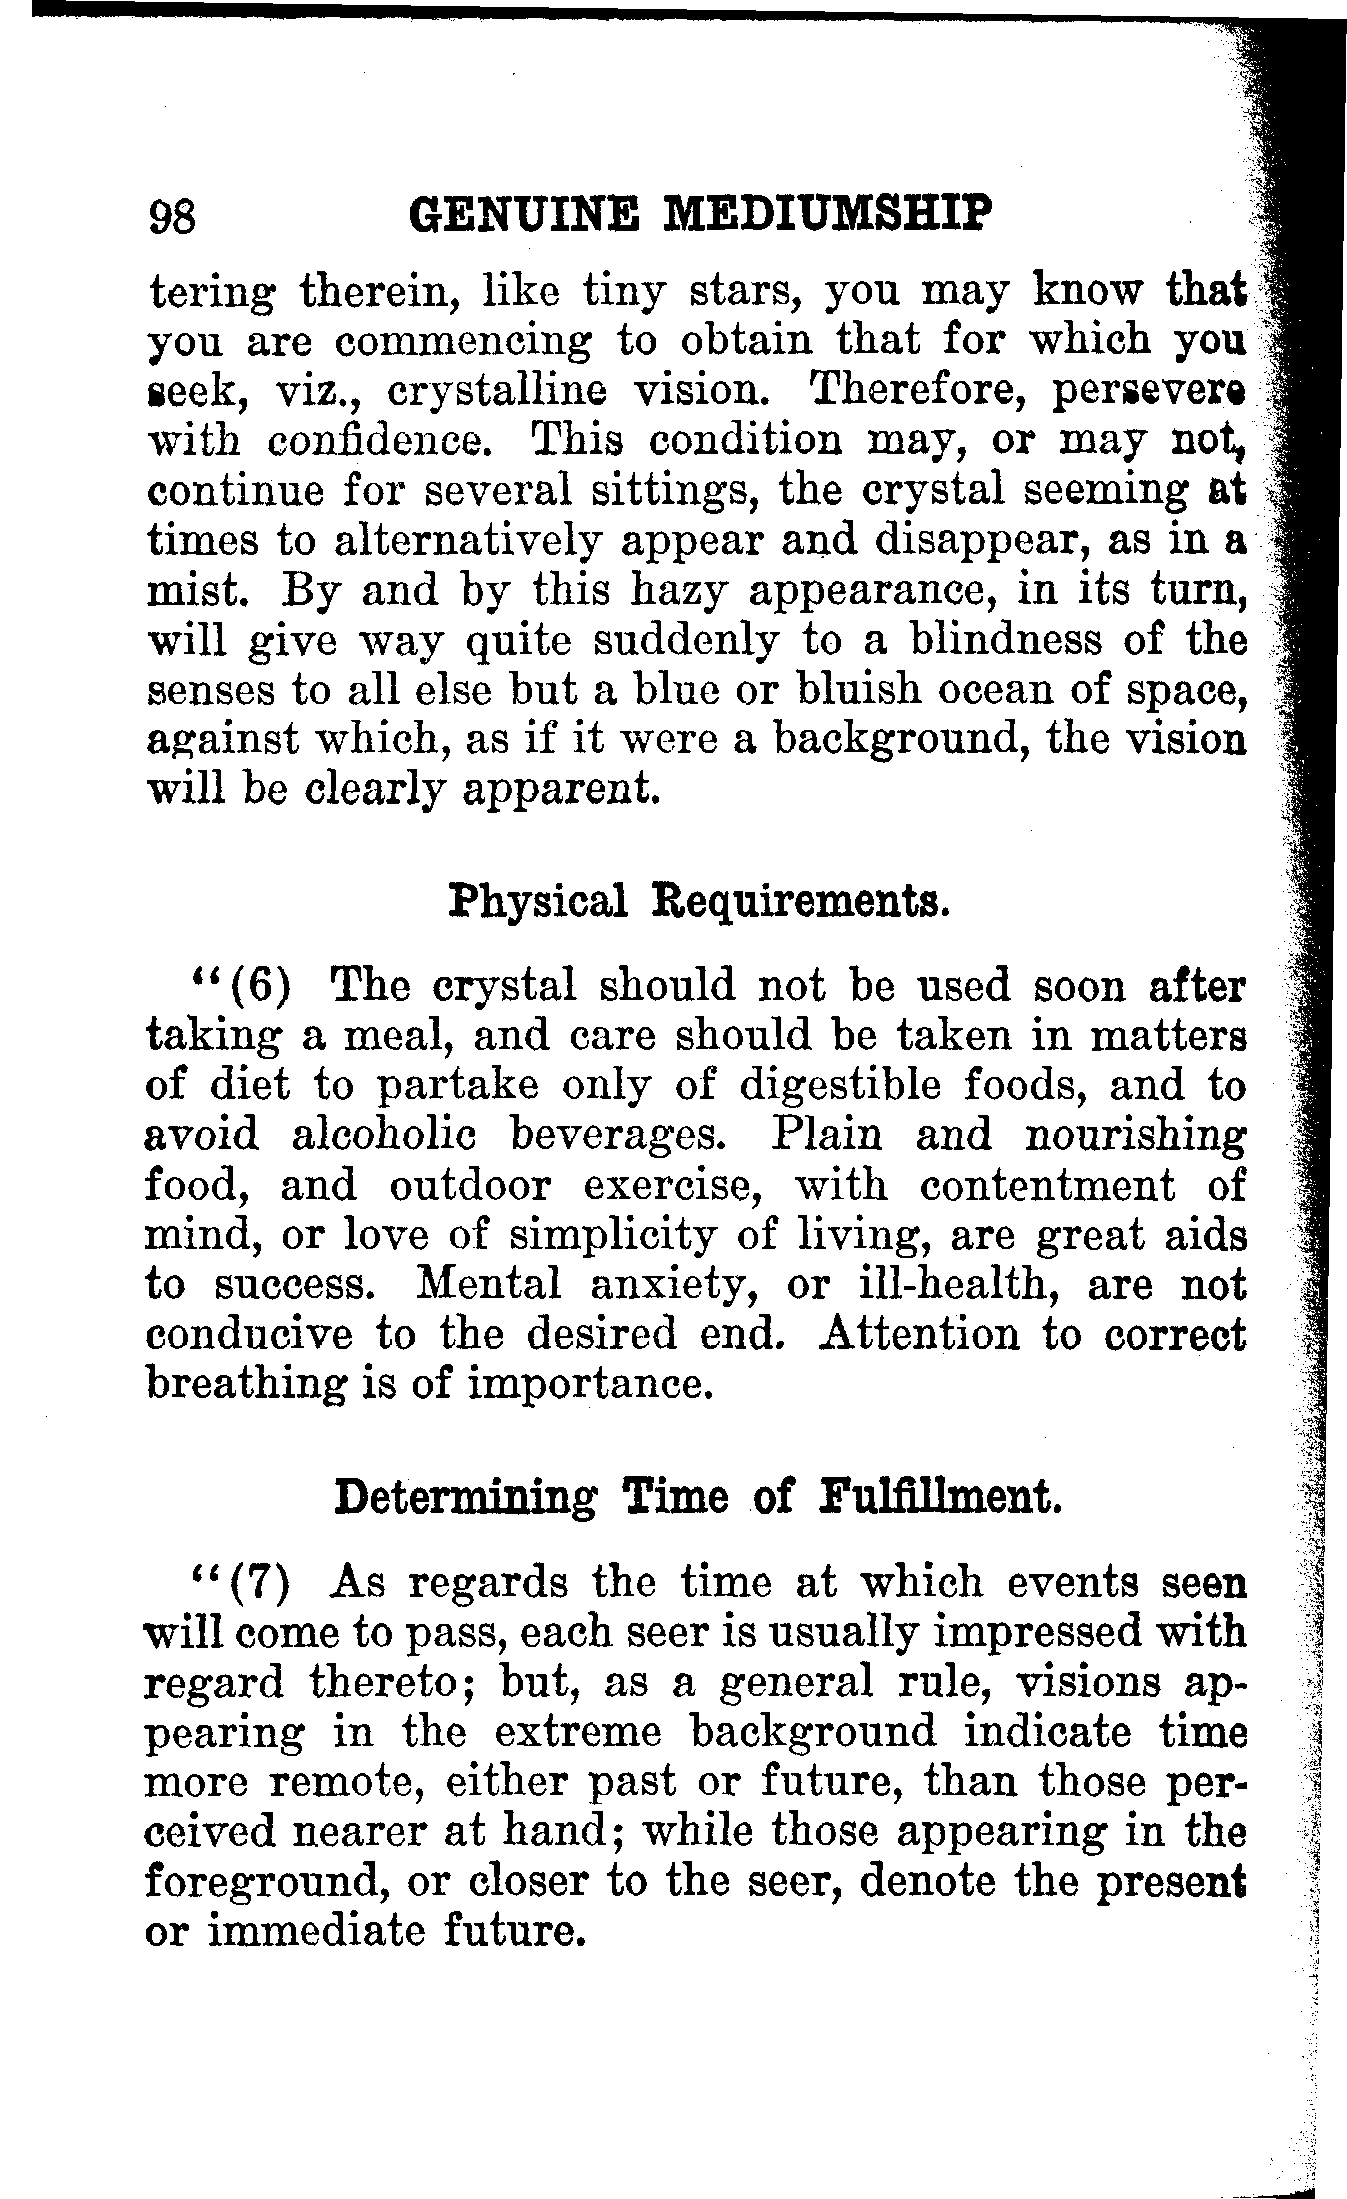 98 GENUINE MEDIUMSHIP
tering therein, like tiny stars, you may know that
you are commencing to obtain that for which you
seek, viz., crystalline vision. Therefore, persevere
with confidence. This condition may, or may not,
continue for several sittings, the crystal seeming at
times to alternatively appear and disappear, as in a
mist. By and by this hazy appearance, in its turn,
will give way quite suddenly to a blindness of the
senses to all else but a blue or bluish ocean of space,
against which, as if it were a background, the vision
will be clearly apparent.
Physical Requirements.
“(6) The crystal should not be used soon after
taking a meal, and care should be taken in matters
of diet to partake only of digestible foods, and to
avoid alcoholic beverages. Plain and nourishing
food, and outdoor exercise, with contentment of
mind, or love of simplicity of living, are great aids
to success. Mental anxiety, or ill-health, are not
conducive to the desired end. Attention to correct
breathing is of importance.
Determining Time of Fulfillment.
“(7) As regards the time at which events seen
will come to pass, each seer is usually impressed with
regard thereto; but, as a general rule, visions ap-
pearing in the extreme background indicate time
more remote, either past or future, than those per-
ceived nearer at hand; while those appearing in the
foreground, or closer to the seer, denote the present
or immediate future.